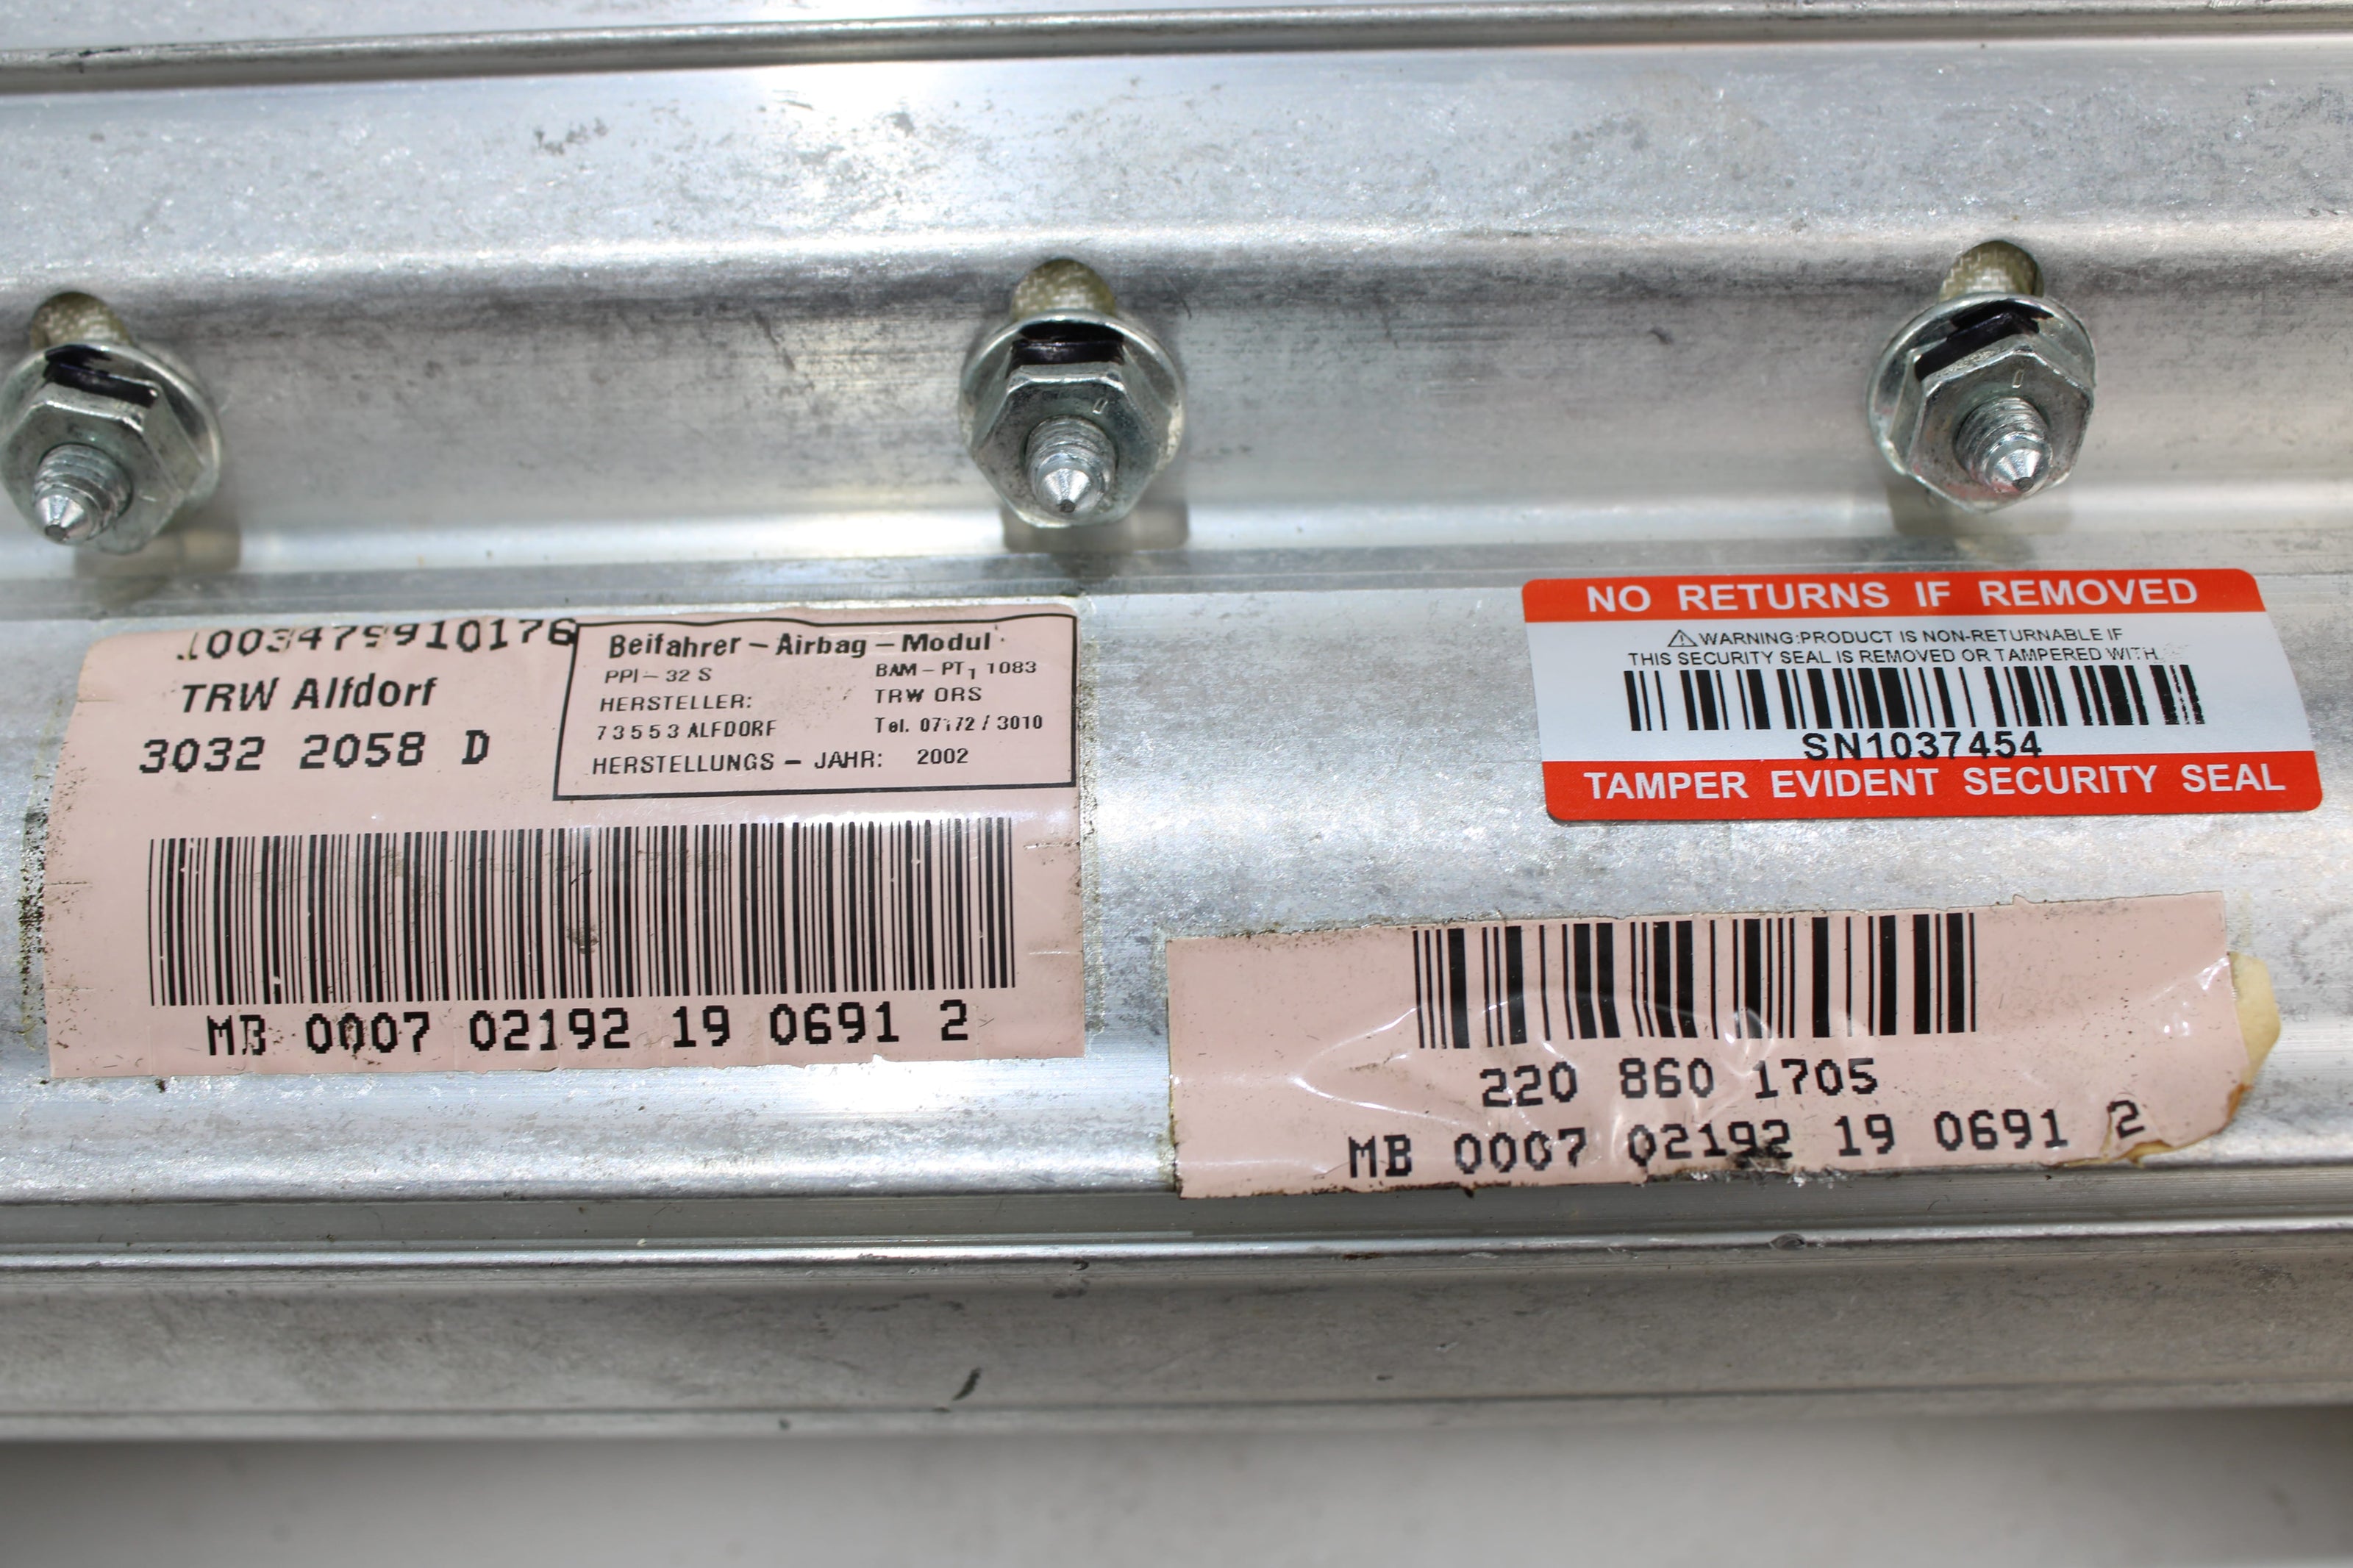 1003479910176
TRW Alfdorf
3032 2058 D
Beifahrer - Airbag - Modul
PPI - 32 S BAM - PT1 1083
HERSTELLER: TRW ORS
73553 ALFDORF Tel. 07172 / 3010
HERSTELLUNGS - JAHR: 2002
MB 0007 02192 19 0691 2
NO RETURNS IF REMOVED
WARNING:PRODUCT IS NON-RETURNABLE IF
THIS SECURITY SEAL IS REMOVED OR TAMPERED WITH
SN1037454
TAMPER EVIDENT SECURITY SEAL
220 860 1705
MB 0007 02192 19 0691 2